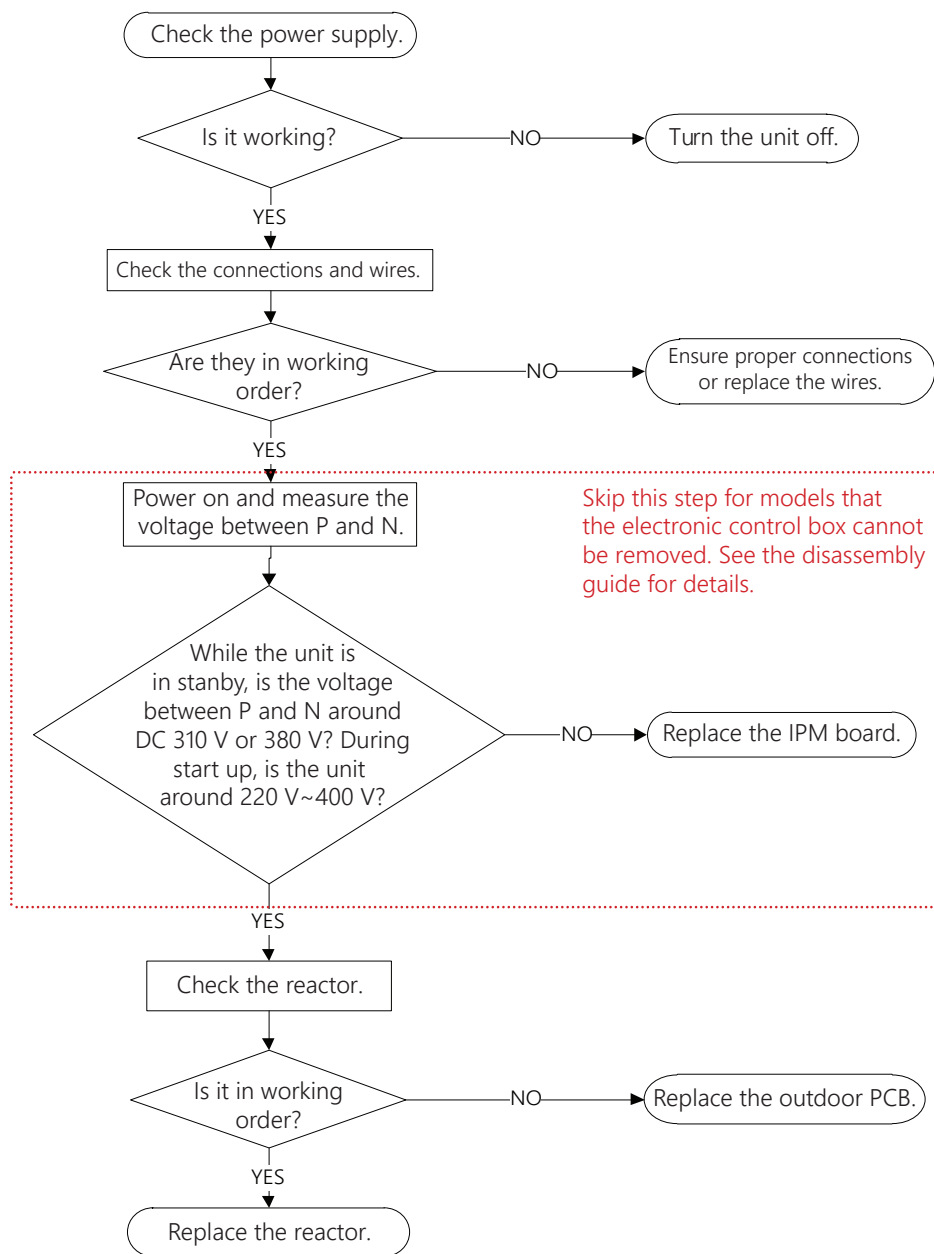 Check the power supply.
Is it working?
NO
Turn the unit off.
YES
Check the connections and wires.
Are they in working
order?
NO
Ensure proper connections
or replace the wires.
YES
Power on and measure the
voltage between P and N.
Skip this step for models that
the electronic control box cannot
be removed. See the disassembly
guide for details.
While the unit is
in stanby, is the voltage
between P and N around
DC 310 V or 380 V? During
start up, is the unit
around 220 V~400 V?
NO
Replace the IPM board.
YES
Check the reactor.
Is it in working
order?
NO
Replace the outdoor PCB.
YES
Replace the reactor.